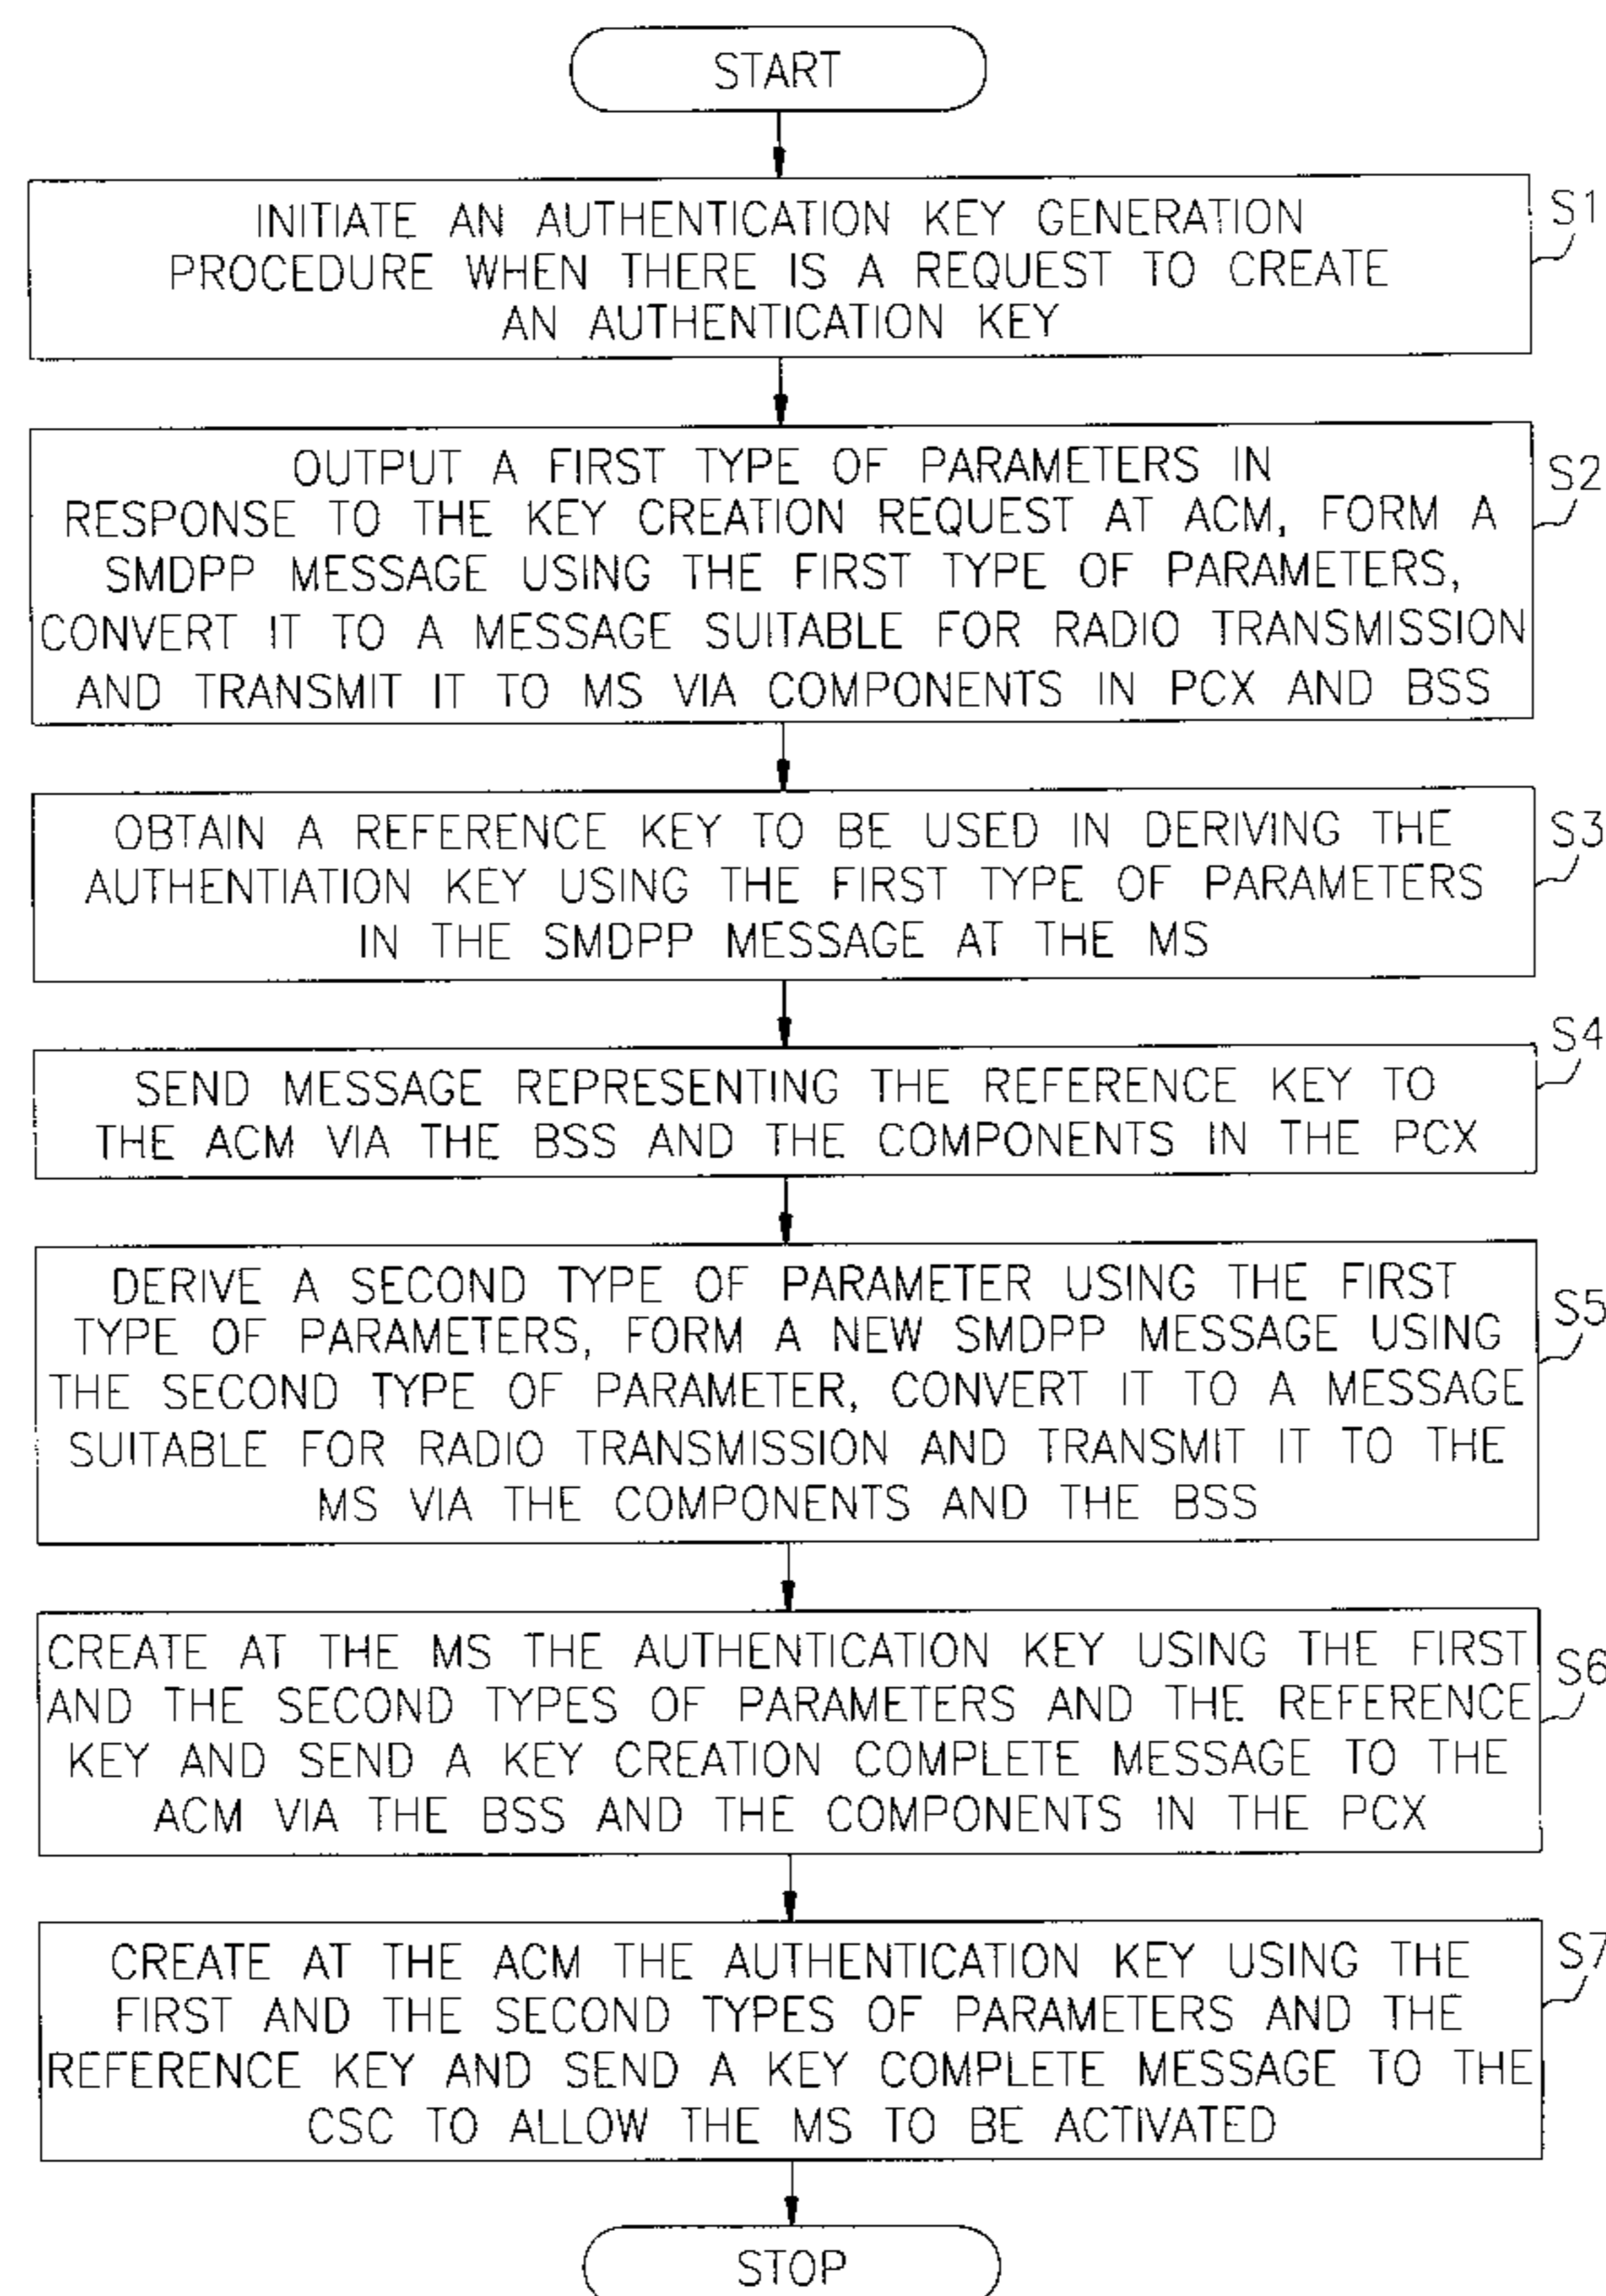 START
INITIATE AN AUTHENTICATION KEY GENERATION
PROCEDURE WHEN THERE IS A REQUEST TO CREATE
AN AUTHENTICATION KEY
S1
OUTPUT A FIRST TYPE OF PARAMETERS IN
RESPONSE TO THE KEY CREATION REQUEST AT ACM, FORM A
SMDPP MESSAGE USING THE FIRST TYPE OF PARAMETERS,
CONVERT IT TO A MESSAGE SUITABLE FOR RADIO TRANSMISSION
AND TRANSMIT IT TO MS VIA COMPONENTS IN PCX AND BSS
S2
OBTAIN A REFERENCE KEY TO BE USED IN DERIVING THE
AUTHENTIATION KEY USING THE FIRST TYPE OF PARAMETERS
IN THE SMDPP MESSAGE AT THE MS
S3
SEND MESSAGE REPRESENTING THE REFERENCE KEY TO
THE ACM VIA THE BSS AND THE COMPONENTS IN THE PCX
S4
DERIVE A SECOND TYPE OF PARAMETER USING THE FIRST
TYPE OF PARAMETERS, FORM A NEW SMDPP MESSAGE USING
THE SECOND TYPE OF PARAMETER, CONVERT IT TO A MESSAGE
SUITABLE FOR RADIO TRANSMISSION AND TRANSMIT IT TO THE
MS VIA THE COMPONENTS AND THE BSS
S5
CREATE AT THE MS THE AUTHENTICATION KEY USING THE FIRST
AND THE SECOND TYPES OF PARAMETERS AND THE REFERENCE
KEY AND SEND A KEY CREATION COMPLETE MESSAGE TO THE
ACM VIA THE BSS AND THE COMPONENTS IN THE PCX
S6
CREATE AT THE ACM THE AUTHENTICATION KEY USING THE
FIRST AND THE SECOND TYPES OF PARAMETERS AND THE
REFERENCE KEY AND SEND A KEY COMPLETE MESSAGE TO THE
CSC TO ALLOW THE MS TO BE ACTIVATED
S7
STOP